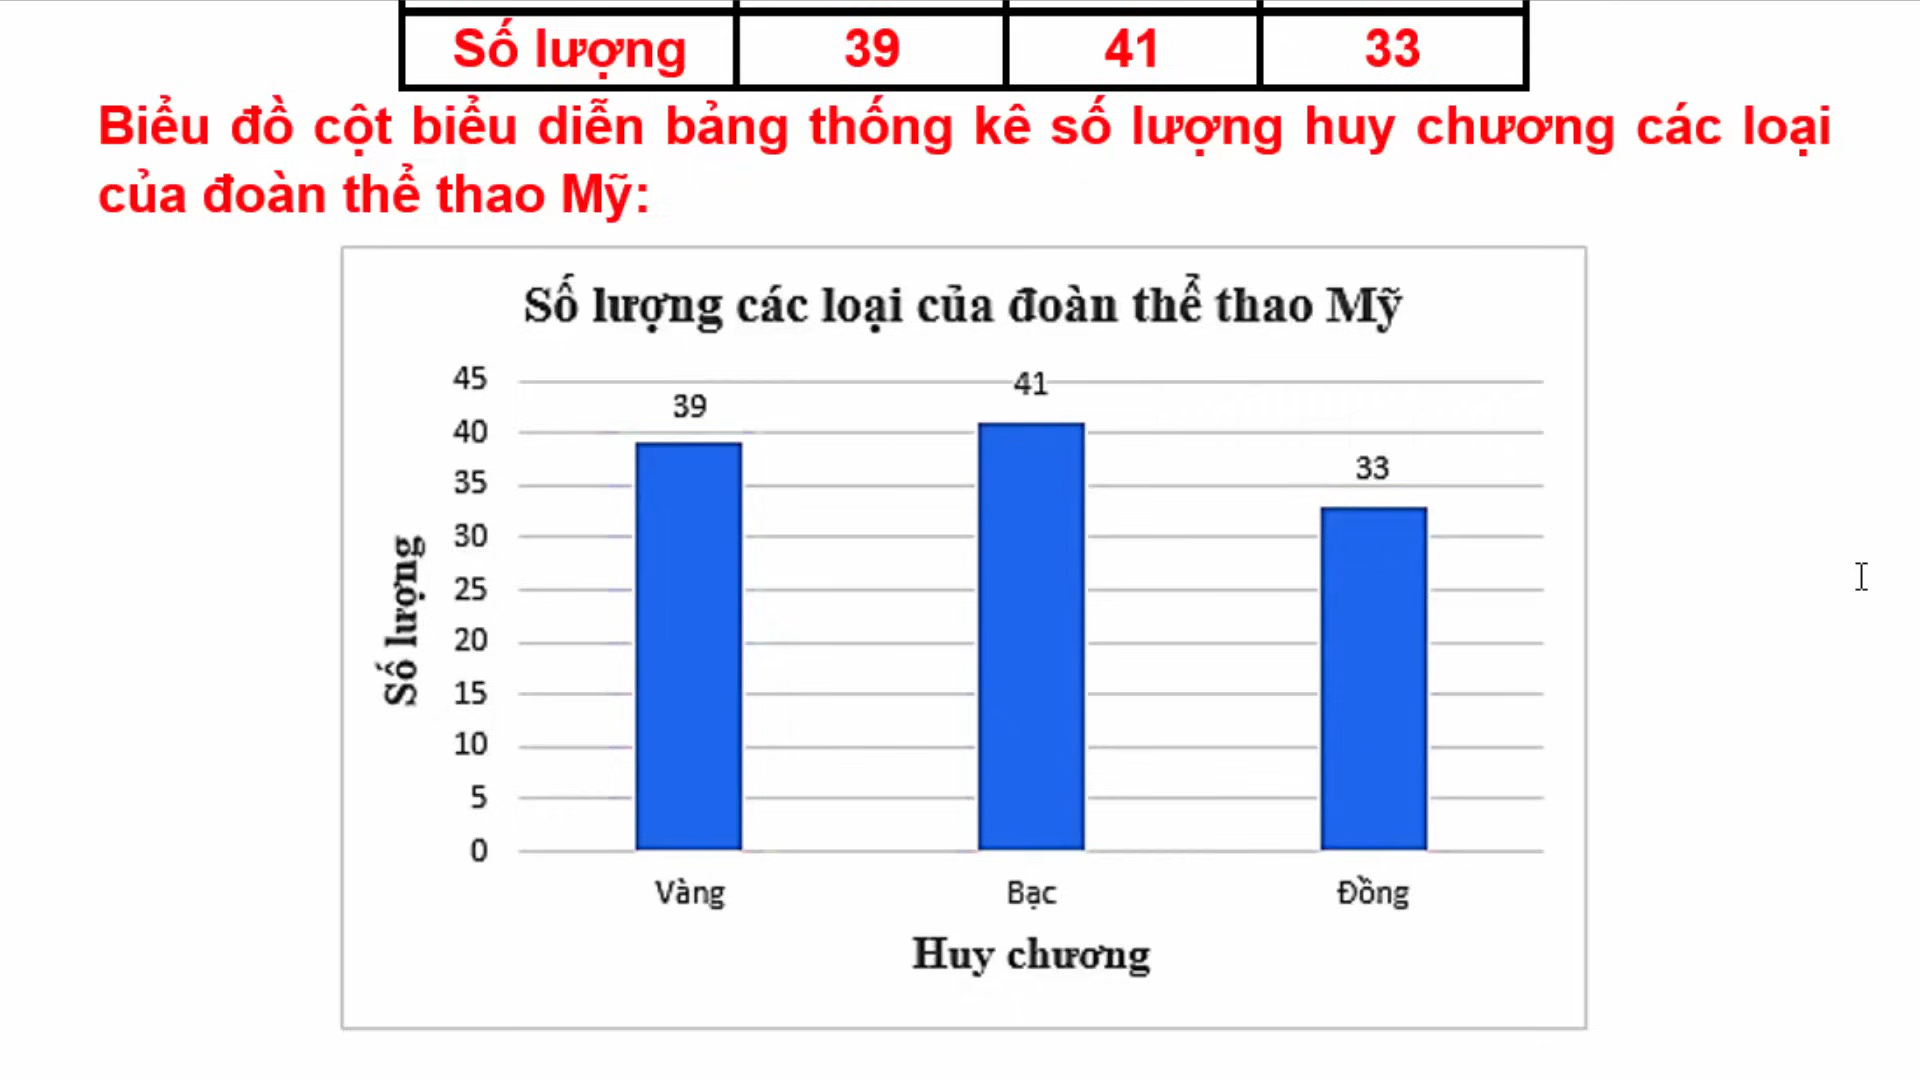 Số lượng 39 41 33
Biểu đồ cột biểu diễn bảng thống kê số lượng huy chương các loại
của đoàn thể thao Mỹ:
Số lượng các loại của đoàn thể thao Mỹ
45
40
35
30
25
20
15
10
5
0
Số lượng
39
41
33
Vàng Bạc Đồng
Huy chương